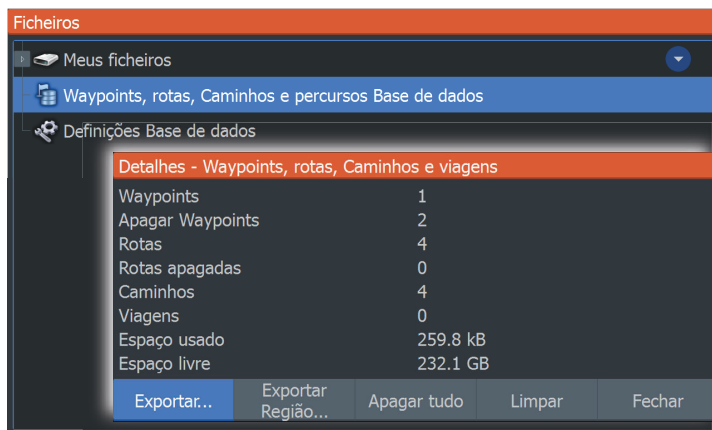 Ficheiros
Meus ficheiros
Waypoints, rotas, Caminhos e percursos Base de dados
Definições Base de dados
Detalhes - Waypoints, rotas, Caminhos e viagens
Waypoints 1
Apagar Waypoints 2
Rotas 4
Rotas apagadas 0
Caminhos 4
Viagens 0
Espaço usado 259.8 kB
Espaço livre 232.1 GB
Exportar... Exportar Região... Apagar tudo Limpar Fechar